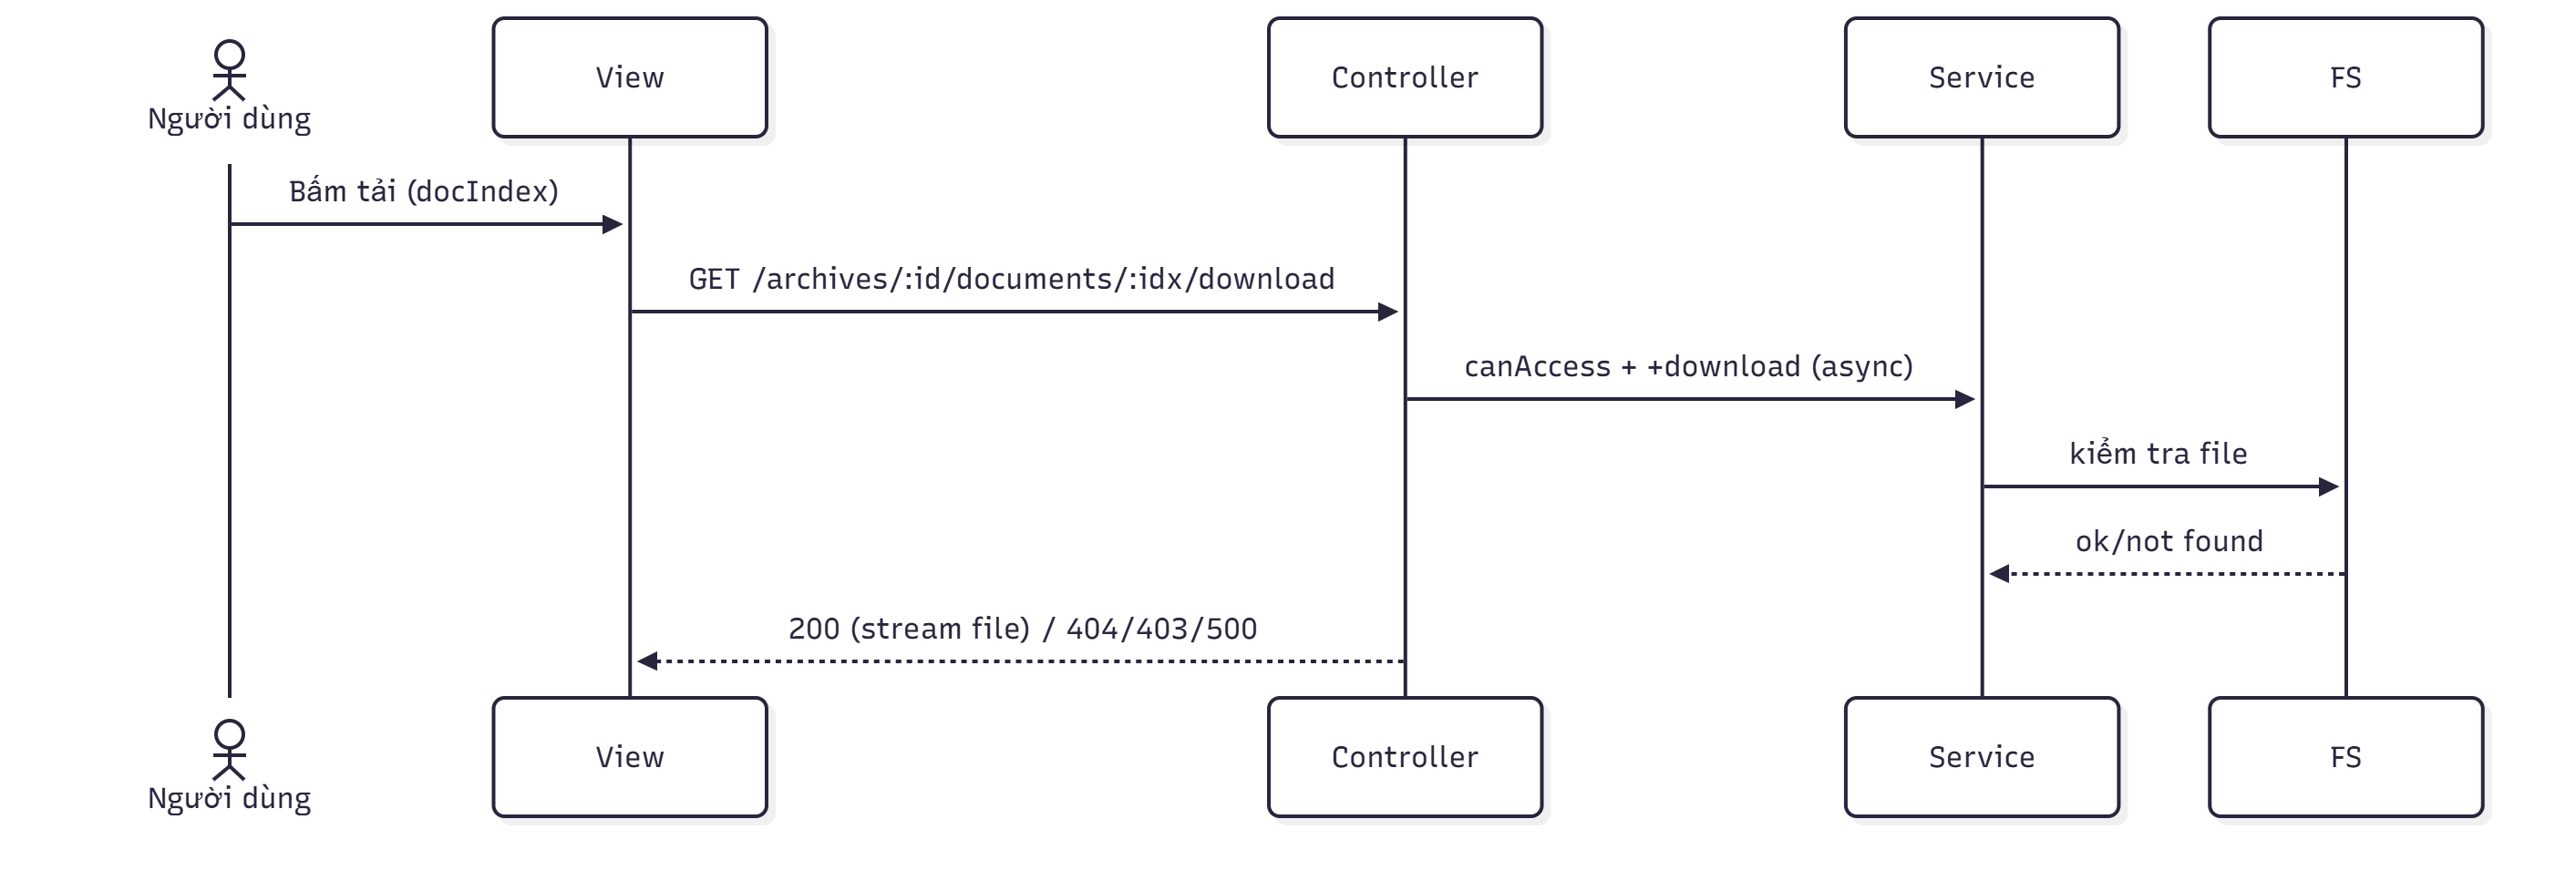 Người dùng
View
Controller
Service
FS
Bấm tải (docIndex)
GET /archives/:id/documents/:idx/download
canAccess + +download (async)
kiểm tra file
ok/not found
200 (stream file) / 404/403/500
Người dùng
View
Controller
Service
FS